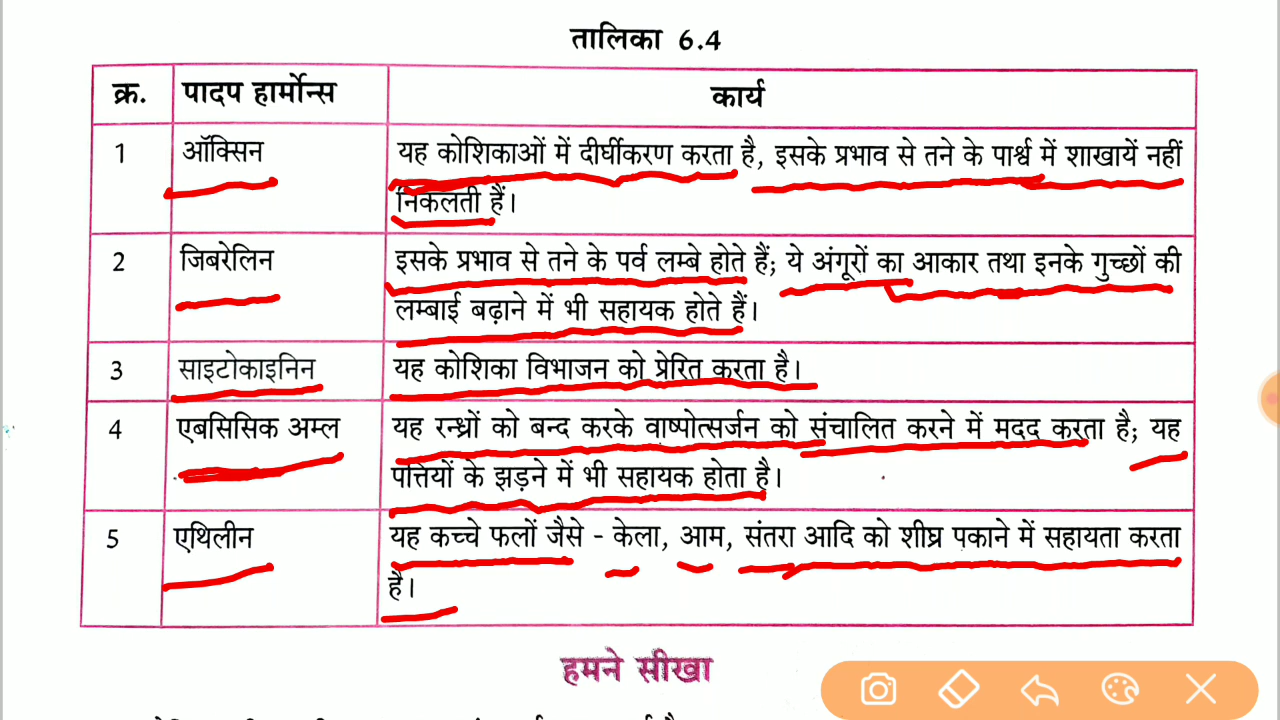 तालिका 6.4
क्र. पादप हार्मोन्स कार्य
1 ऑक्सिन यह कोशिकाओं में दीर्घीकरण करता है, इसके प्रभाव से तने के पार्श्व में शाखायें नहीं
निकलती हैं।
2 जिबरेलिन इसके प्रभाव से तने के पर्व लम्बे होते हैं; ये अंगूरों का आकार तथा इनके गुच्छों की
लम्बाई बढ़ाने में भी सहायक होते हैं।
3 साइटोकाइनिन यह कोशिका विभाजन को प्रेरित करता है।
4 एबसिसिक अम्ल यह रन्ध्रों को बन्द करके वाष्पोत्सर्जन को संचालित करने में मदद करता है; यह
पत्तियों के झड़ने में भी सहायक होता है।
5 एथिलीन यह कच्चे फलों जैसे - केला, आम, संतरा आदि को शीघ्र पकाने में सहायता करता
है।
हमने सीखा